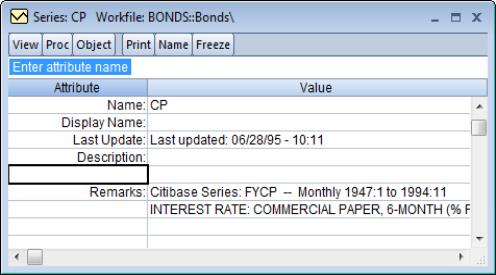 Series: CP Workfile: BONDS::Bonds\
View Proc Object Print Name Freeze
Enter attribute name
Attribute Value
Name: CP
Display Name:
Last Update: Last updated: 06/28/95 - 10:11
Description:
Remarks: Citibase Series: FYCP -- Monthly 1947:1 to 1994:11
INTEREST RATE: COMMERCIAL PAPER, 6-MONTH (%